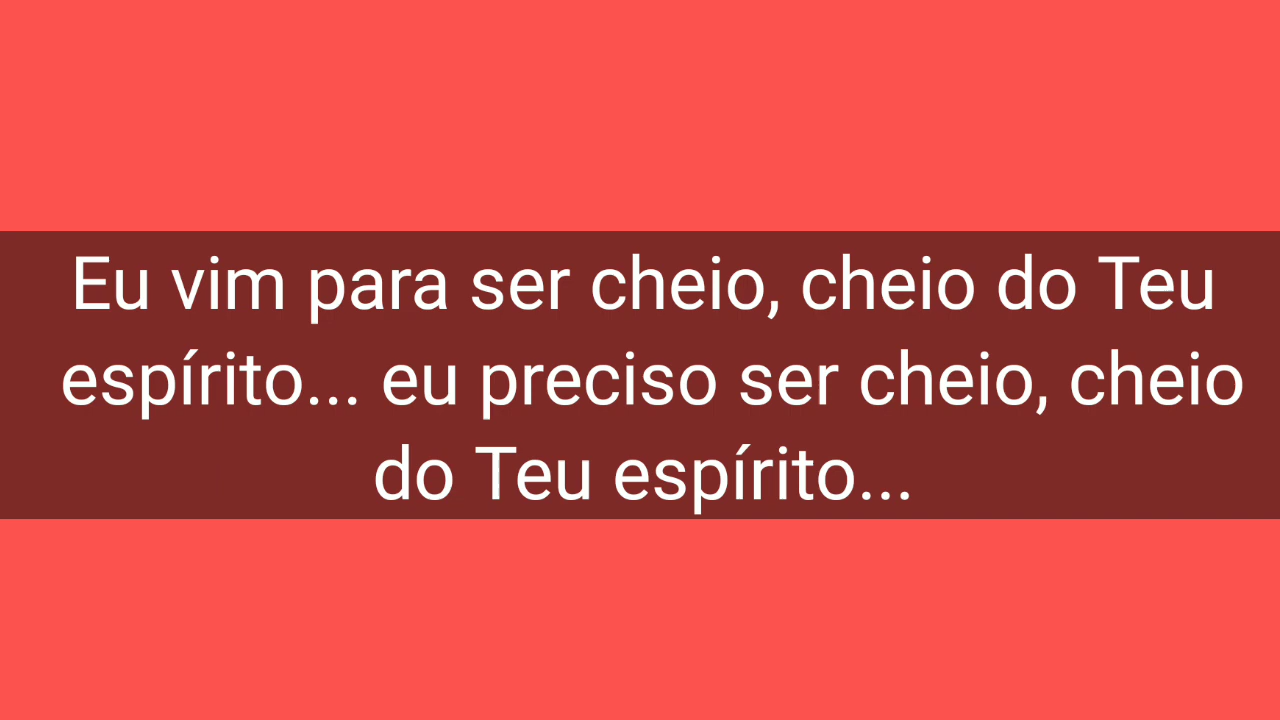 Eu vim para ser cheio, cheio do Teu
espírito... eu preciso ser cheio, cheio
do Teu espírito...